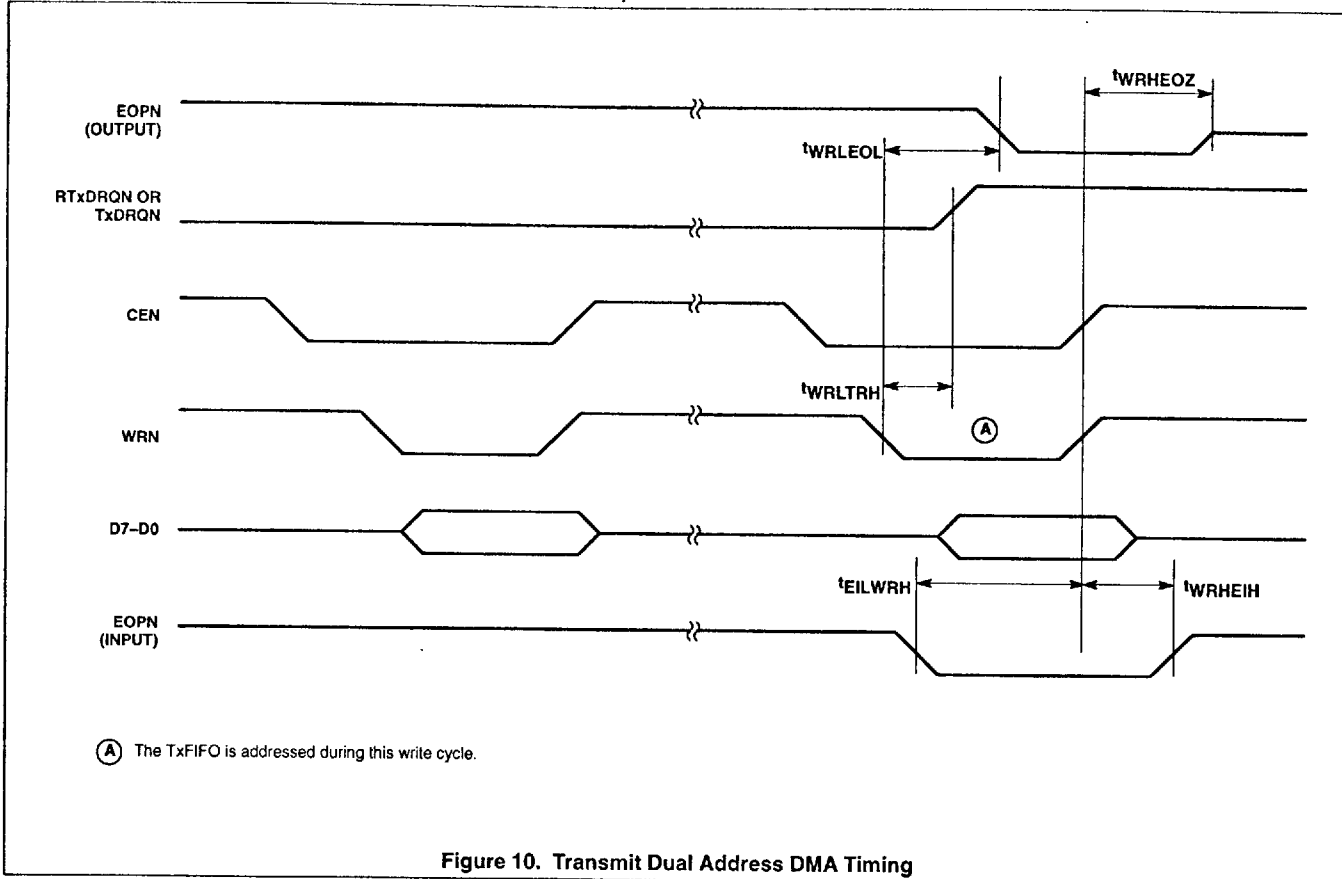 tWRHEOZ
EOPN
(OUTPUT)
tWRLEOL
RTxDRQN OR
TxDRQN
CEN
tWRLTRH
WRN
A
D7–D0
tEILWRH
tWRHEIH
EOPN
(INPUT)
A The TxFIFO is addressed during this write cycle.
Figure 10. Transmit Dual Address DMA Timing